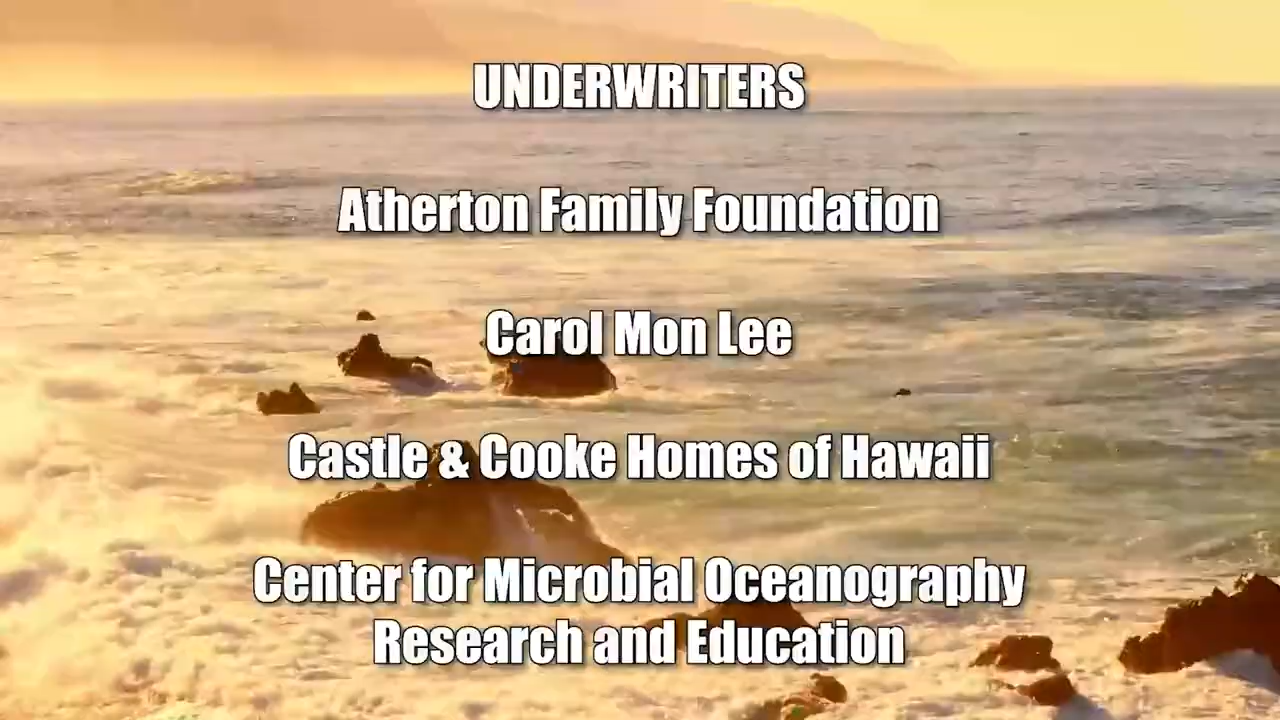 UNDERWRITERS
Atherton Family Foundation
Carol Mon Lee
Castle & Cooke Homes of Hawaii
Center for Microbial Oceanography
Research and Education